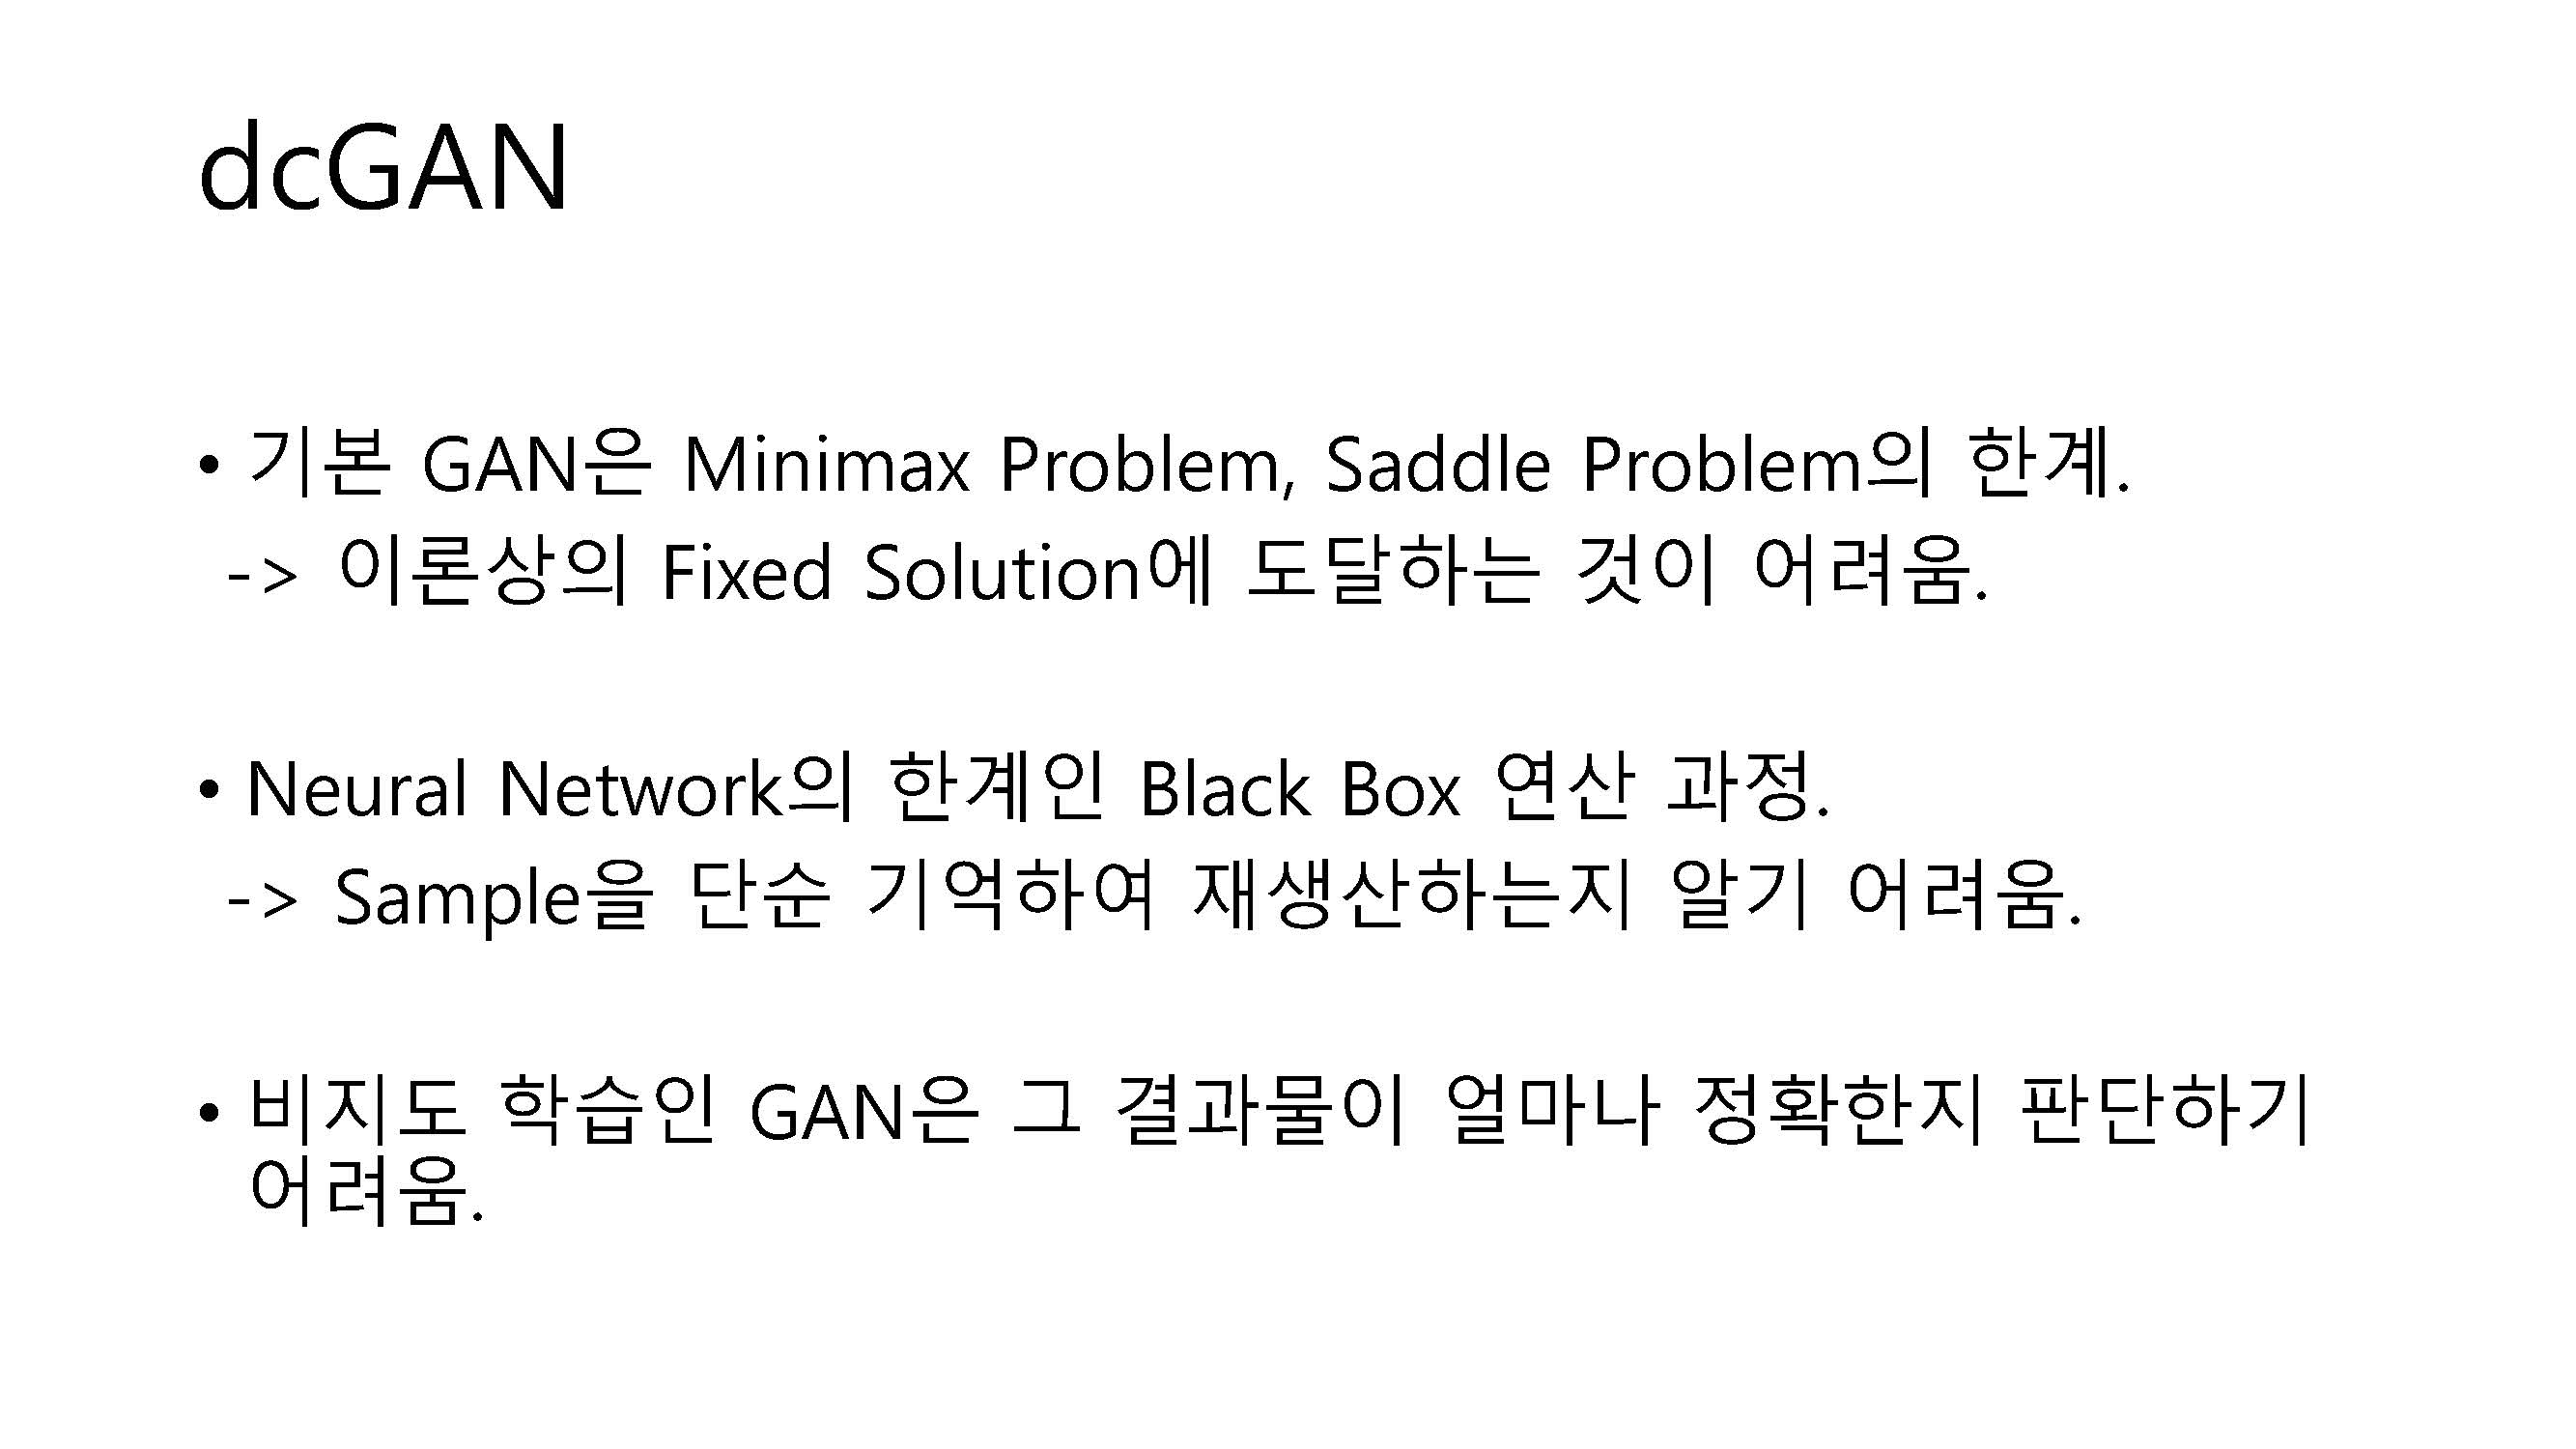 dcGAN
• 기본 GAN은 Minimax Problem, Saddle Problem의 한계.
-> 이론상의 Fixed Solution에 도달하는 것이 어려움.
• Neural Network의 한계인 Black Box 연산 과정.
-> Sample을 단순 기억하여 재생산하는지 알기 어려움.
• 비지도 학습인 GAN은 그 결과물이 얼마나 정확한지 판단하기
어려움.